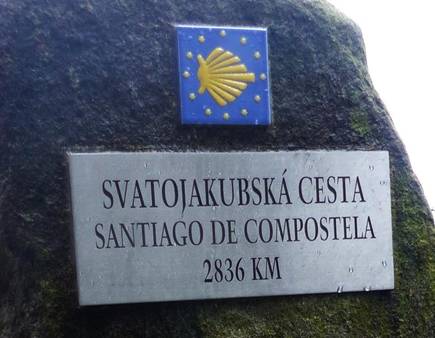 SVATOJAKUBSKÁ CESTA
SANTIAGO DE COMPOSTELA
2836 KM